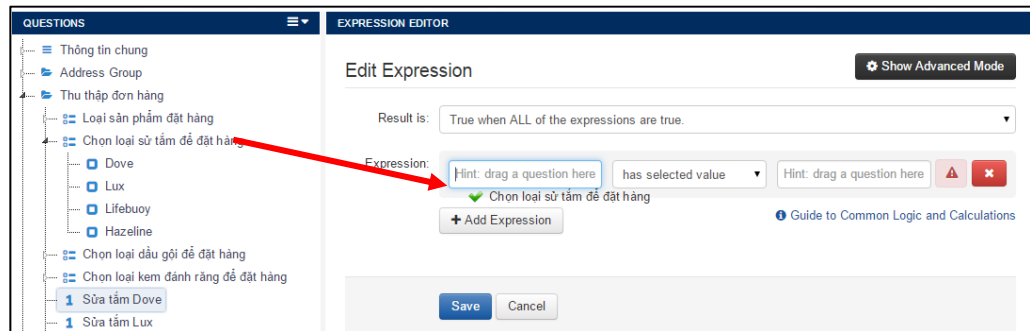 QUESTIONS
Thông tin chung
Address Group
Thu thập đơn hàng
Loại sản phẩm đặt hàng
Chọn loại sử tắm để đặt hàng
Dove
Lux
Lifebuoy
Hazeline
Chọn loại dầu gội để đặt hàng
Chọn loại kem đánh răng để đặt hàng
1 Sữa tắm Dove
1 Sữa tắm Lux
EXPRESSION EDITOR
Edit Expression
Show Advanced Mode
Result is: True when ALL of the expressions are true.
Expression: Hint: drag a question here has selected value Hint: drag a question here
Chọn loại sử tắm để đặt hàng
+ Add Expression
Guide to Common Logic and Calculations
Save Cancel